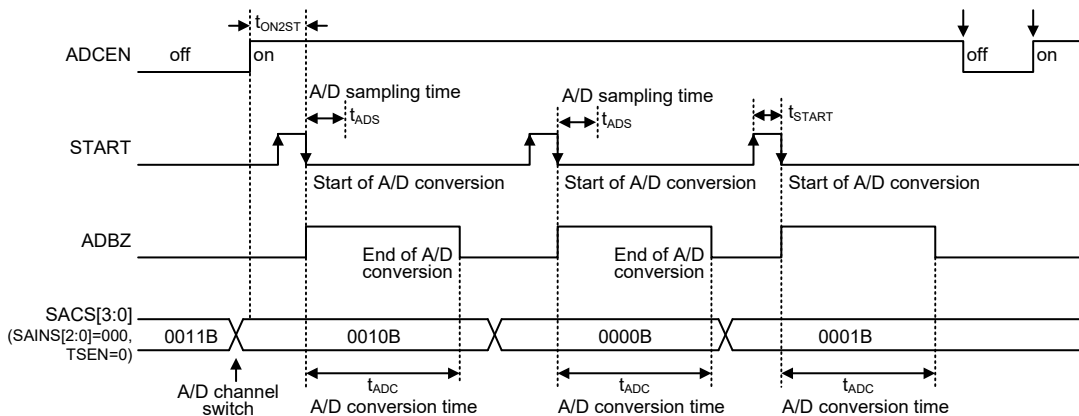 tON2ST
ADCEN
off
on
off
on
A/D sampling time
A/D sampling time
tADS
tADS
tSTART
START
Start of A/D conversion
Start of A/D conversion
Start of A/D conversion
ADBZ
End of A/D
conversion
End of A/D
conversion
SACS[3:0]
(SAINS[2:0]=000,
TSEN=0)
0011B
0010B
0000B
0001B
A/D channel
switch
tADC
A/D conversion time
tADC
A/D conversion time
tADC
A/D conversion time